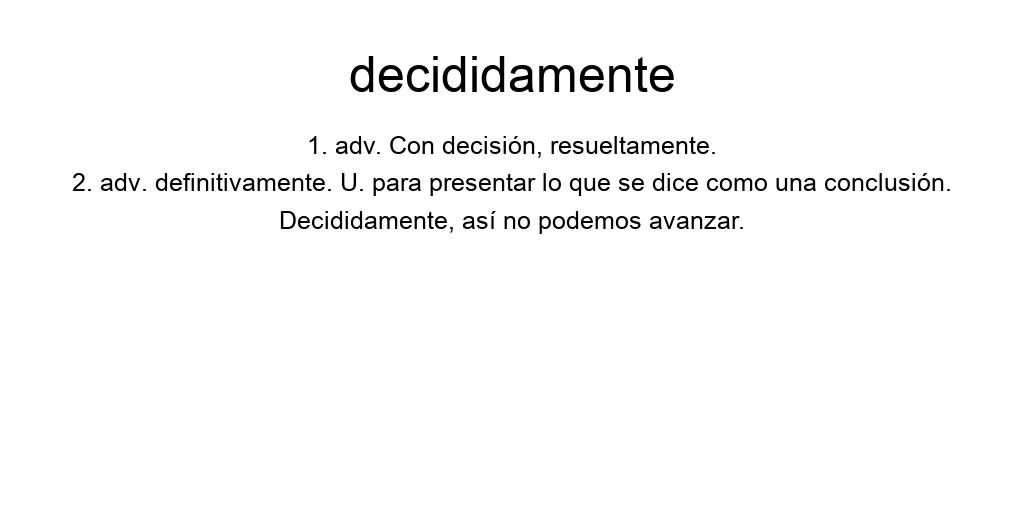 decididamente
1. adv. Con decisión, resueltamente.
2. adv. definitivamente. U. para presentar lo que se dice como una conclusión.
Decididamente, así no podemos avanzar.